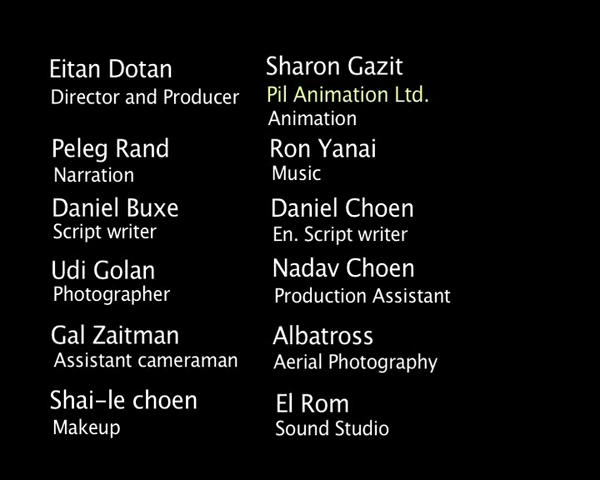 Eitan Dotan
Director and Producer
Sharon Gazit
Pil Animation Ltd.
Animation
Peleg Rand
Narration
Ron Yanai
Music
Daniel Buxe
Script writer
Daniel Choen
En. Script writer
Udi Golan
Photographer
Nadav Choen
Production Assistant
Gal Zaitman
Assistant cameraman
Albatross
Aerial Photography
Shai-le choen
Makeup
El Rom
Sound Studio